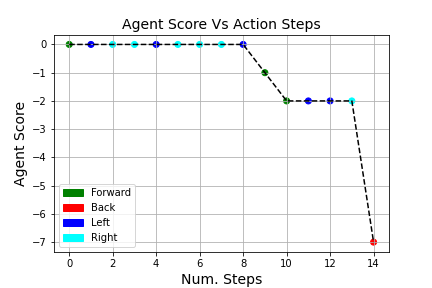 Agent Score Vs Action Steps
Agent Score
0
−1
−2
−3
−4
−5
−6
−7
Forward
Back
Left
Right
0 2 4 6 8 10 12 14
Num. Steps